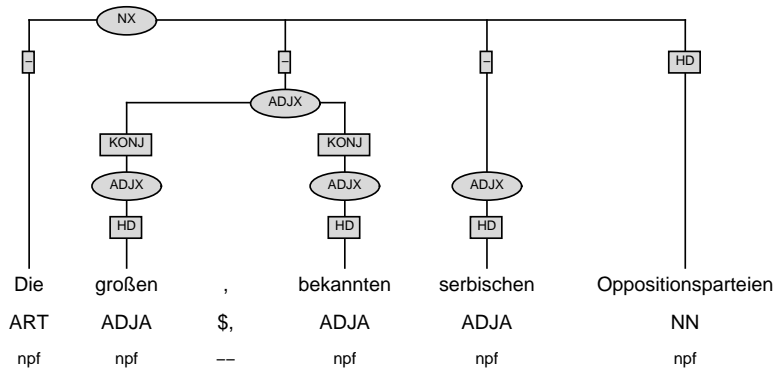 NX
– – – HD
ADJX
KONJ KONJ
ADJX ADJX ADJX
HD HD HD
Die großen , bekannten serbischen Oppositionsparteien
ART ADJA $, ADJA ADJA NN
npf npf −− npf npf npf